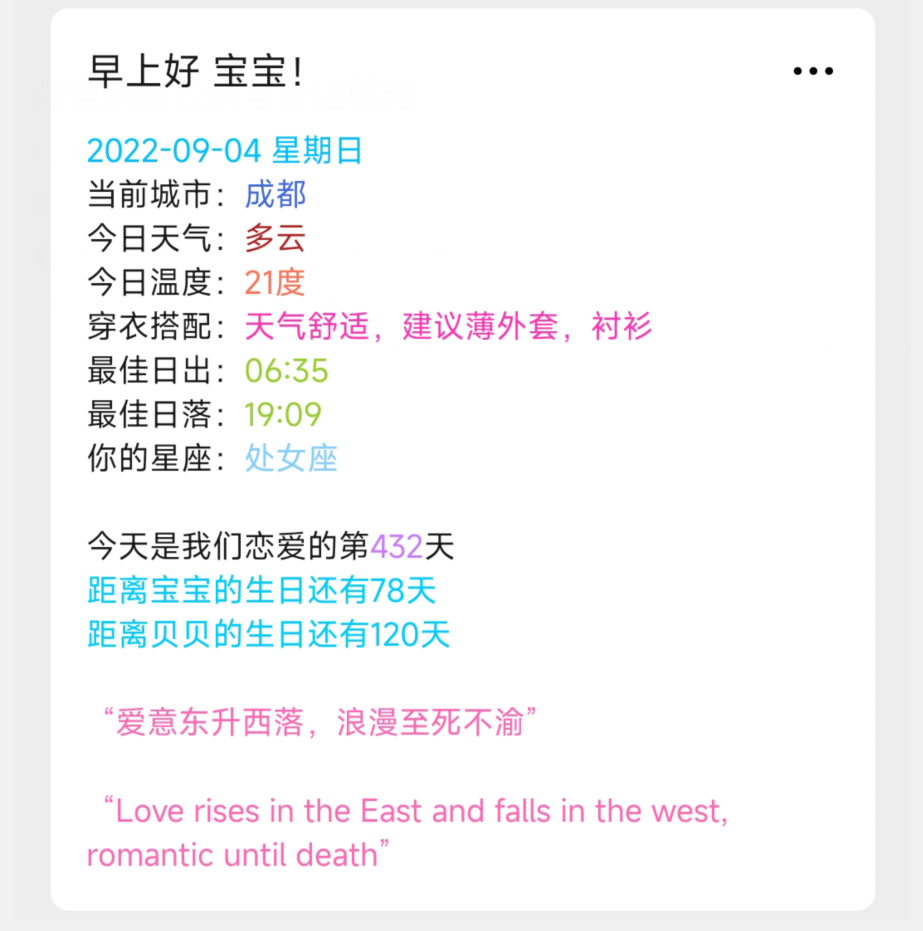 早上好 宝宝！
2022-09-04 星期日
当前城市：成都
今日天气：多云
今日温度：21度
穿衣搭配：天气舒适，建议薄外套，衬衫
最佳日出：06:35
最佳日落：19:09
你的星座：处女座
今天是我们恋爱的第432天
距离宝宝的生日还有78天
距离贝贝的生日还有120天
“爱意东升西落，浪漫至死不渝”
“Love rises in the East and falls in the west,
romantic until death”